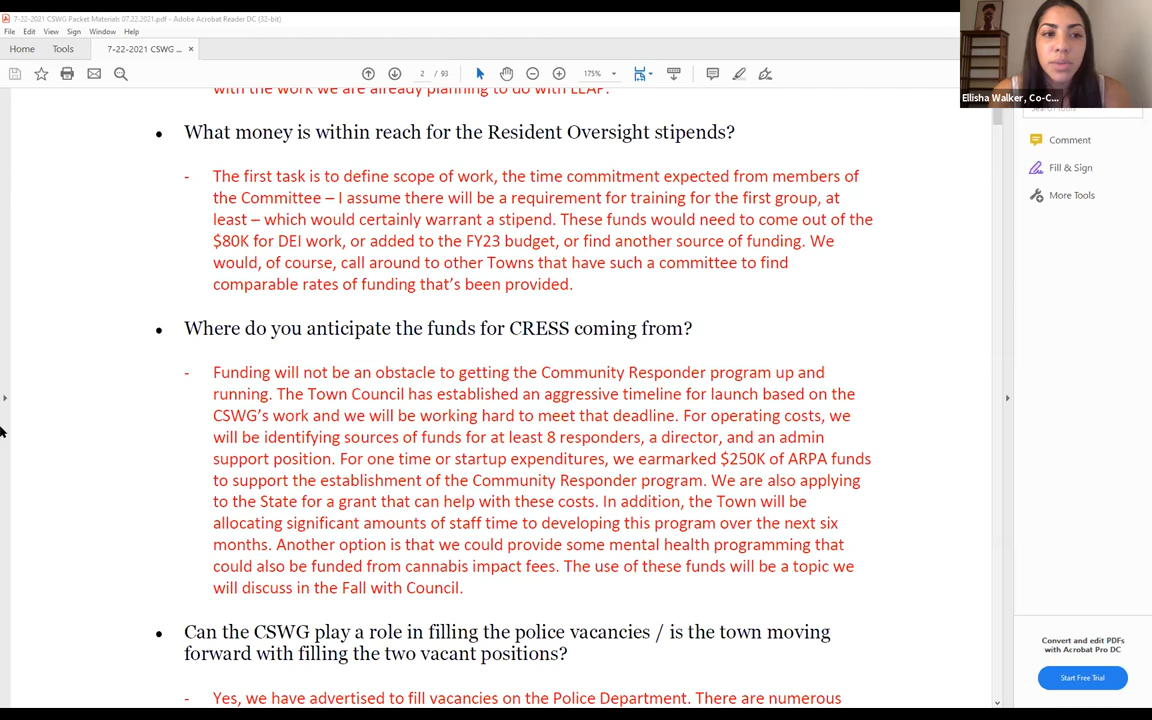 7-22-2021 CSWG Packet Materials 07.22.2021.pdf - Adobe Acrobat Reader DC (32-bit)
File Edit View Sign Window Help
Home Tools 7-22-2021 CSWG ... ×
2 / 93 175%
with the work we are already planning to do with LEAP.
• What money is within reach for the Resident Oversight stipends?
- The first task is to define scope of work, the time commitment expected from members of
the Committee – I assume there will be a requirement for training for the first group, at
least – which would certainly warrant a stipend. These funds would need to come out of the
$80K for DEI work, or added to the FY23 budget, or find another source of funding. We
would, of course, call around to other Towns that have such a committee to find
comparable rates of funding that's been provided.
• Where do you anticipate the funds for CRESS coming from?
- Funding will not be an obstacle to getting the Community Responder program up and
running. The Town Council has established an aggressive timeline for launch based on the
CSWG's work and we will be working hard to meet that deadline. For operating costs, we
will be identifying sources of funds for at least 8 responders, a director, and an admin
support position. For one time or startup expenditures, we earmarked $250K of ARPA funds
to support the establishment of the Community Responder program. We are also applying
to the State for a grant that can help with these costs. In addition, the Town will be
allocating significant amounts of staff time to developing this program over the next six
months. Another option is that we could provide some mental health programming that
could also be funded from cannabis impact fees. The use of these funds will be a topic we
will discuss in the Fall with Council.
• Can the CSWG play a role in filling the police vacancies / is the town moving
forward with filling the two vacant positions?
- Yes, we have advertised to fill vacancies on the Police Department. There are numerous
Ellisha Walker, Co-C...
Comment
Fill & Sign
More Tools
Convert and edit PDFs
with Acrobat Pro DC
Start Free Trial